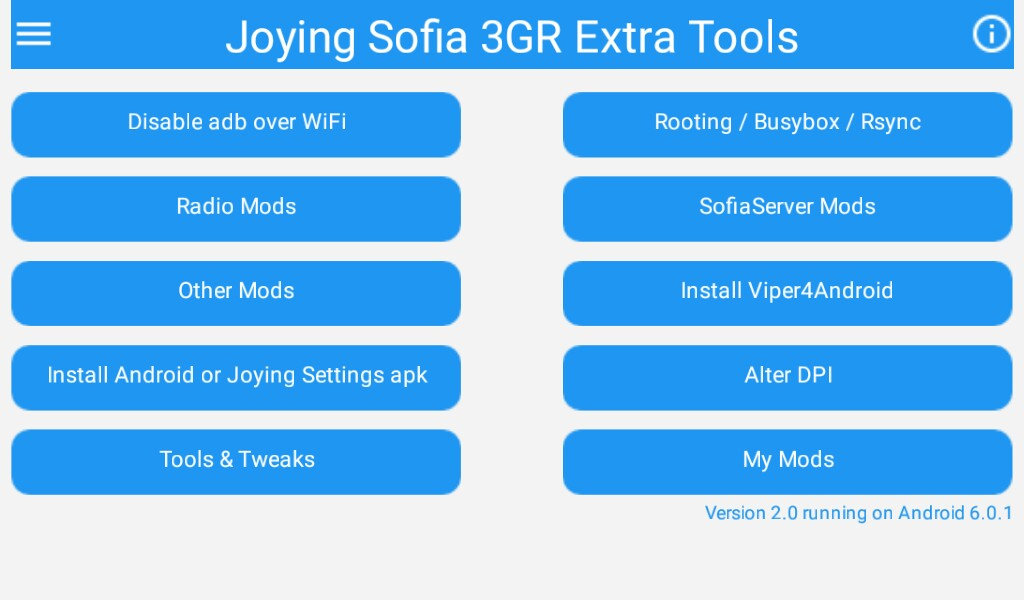 Joying Sofia 3GR Extra Tools
Disable adb over WiFi
Rooting / Busybox / Rsync
Radio Mods
SofiaServer Mods
Other Mods
Install Viper4Android
Install Android or Joying Settings apk
Alter DPI
Tools & Tweaks
My Mods
Version 2.0 running on Android 6.0.1